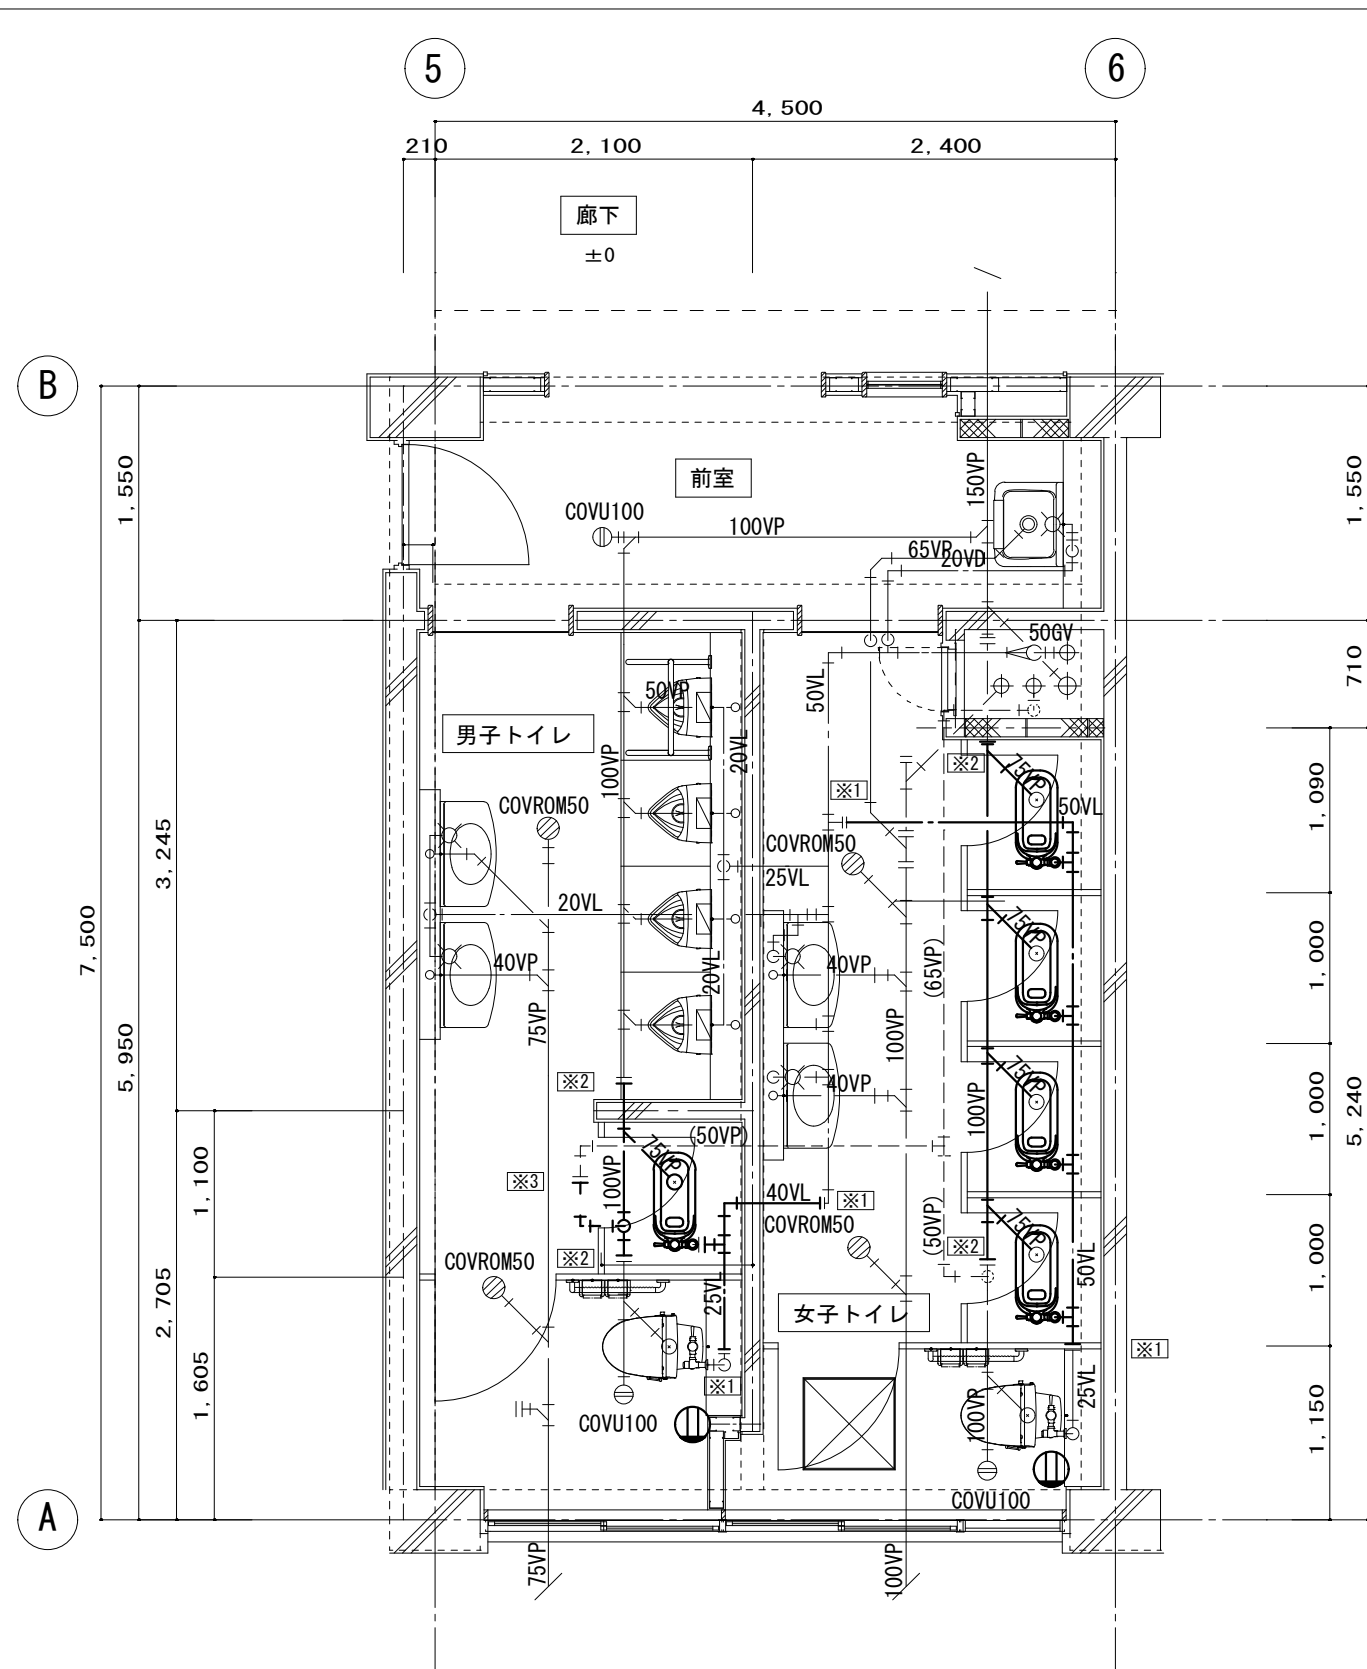 5
6
4,500
210
2,100
2,400
廊下
±0
B
1,550
前室
COVU100
100VP
150VP
65VP
20VD
1,550
50GV
710
50VL
50VP
男子トイレ
100VP
20VL
※2
75VP
※1
50VL
1,090
COVROM50
COVROM50
3,245
25VL
20VL
7,500
75VP
1,000
40VP
20VL
40VP
(65VP)
5,950
75VP
100VP
40VP
75VP
※2
100VP
1,000
5,240
(50VP)
75VP
1,100
※3
100VP
40VL
※1
COVROM50
(50VP)
75VP
※2
1,000
COVROM50
※2
25VL
50VL
2,705
女子トイレ
※1
1,605
※1
25VL
COVU100
100VP
1,150
COVU100
A
75VP
100VP